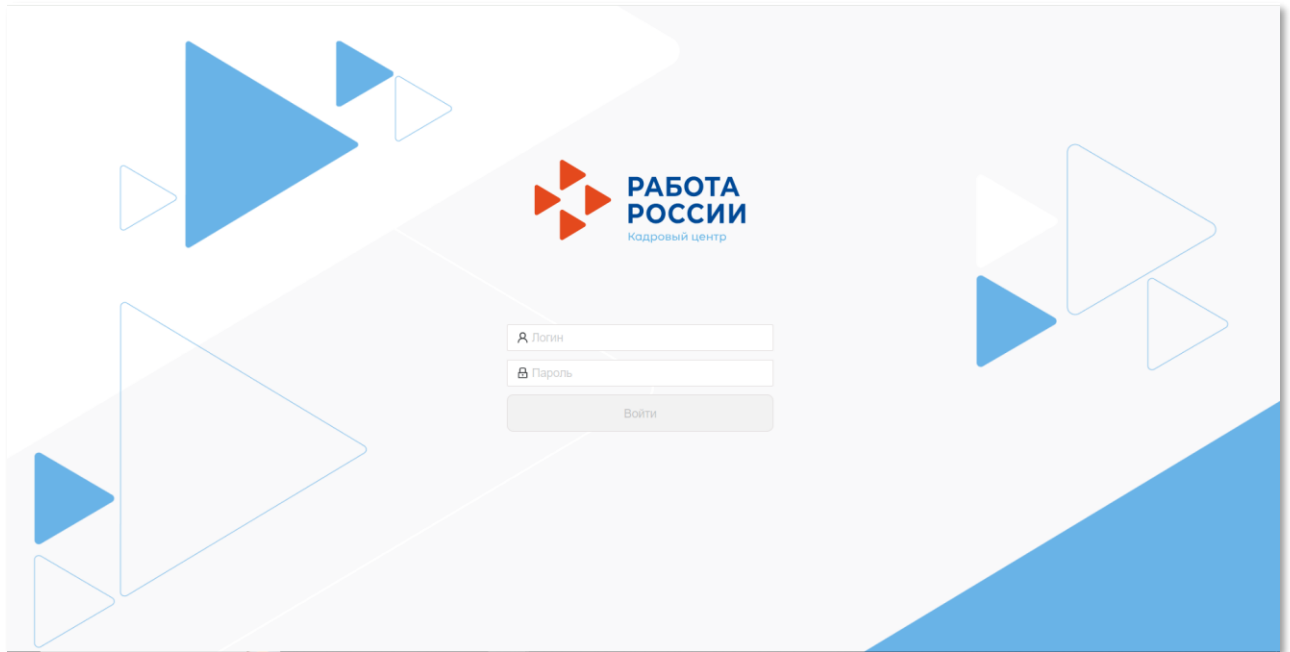 РАБОТА
РОССИИ
Кадровый центр
Логин
Пароль
Войти